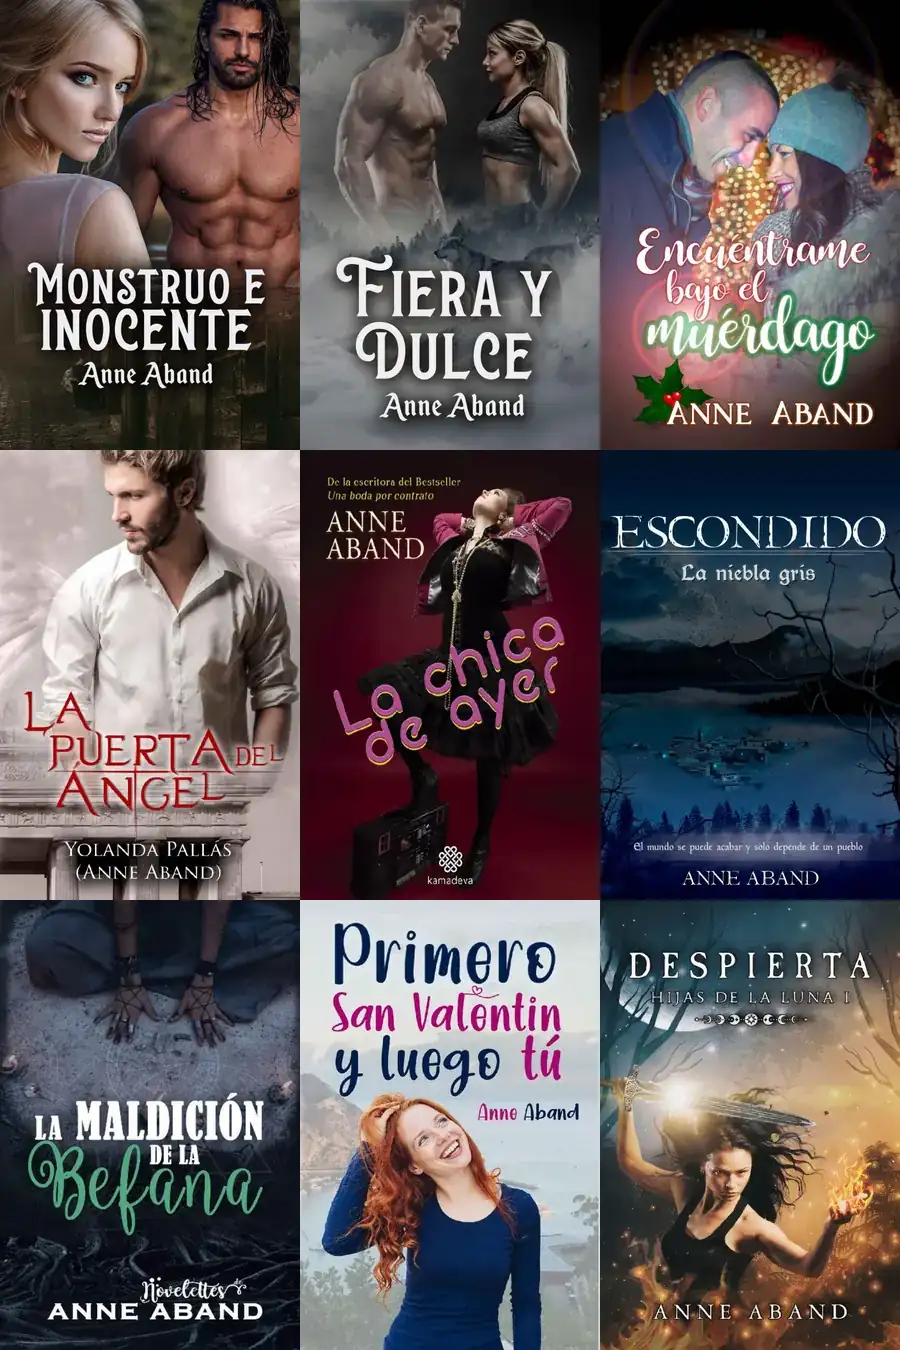 MONSTRUO E
INOCENTE
Anne Aband
FIERA Y
DULCE
Anne Aband
Encuéntrame
bajo el
muérdago
ANNE ABAND
LA
PUERTA DEL
ÁNGEL
YOLANDA PALLÁS
(ANNE ABAND)
De la escritora del Bestseller
Una boda por contrato
ANNE
ABAND
La chica
de ayer
kamadeva
ESCONDIDO
La niebla gris
El mundo se puede acabar y sólo depende de un pueblo
ANNE ABAND
LA MALDICIÓN
DE LA
Befana
Novelettes de
ANNE ABAND
Primero
San Valentin
y luego tú
Anne Aband
DESPIERTA
HIJAS DE LA LUNA I
ANNE ABAND